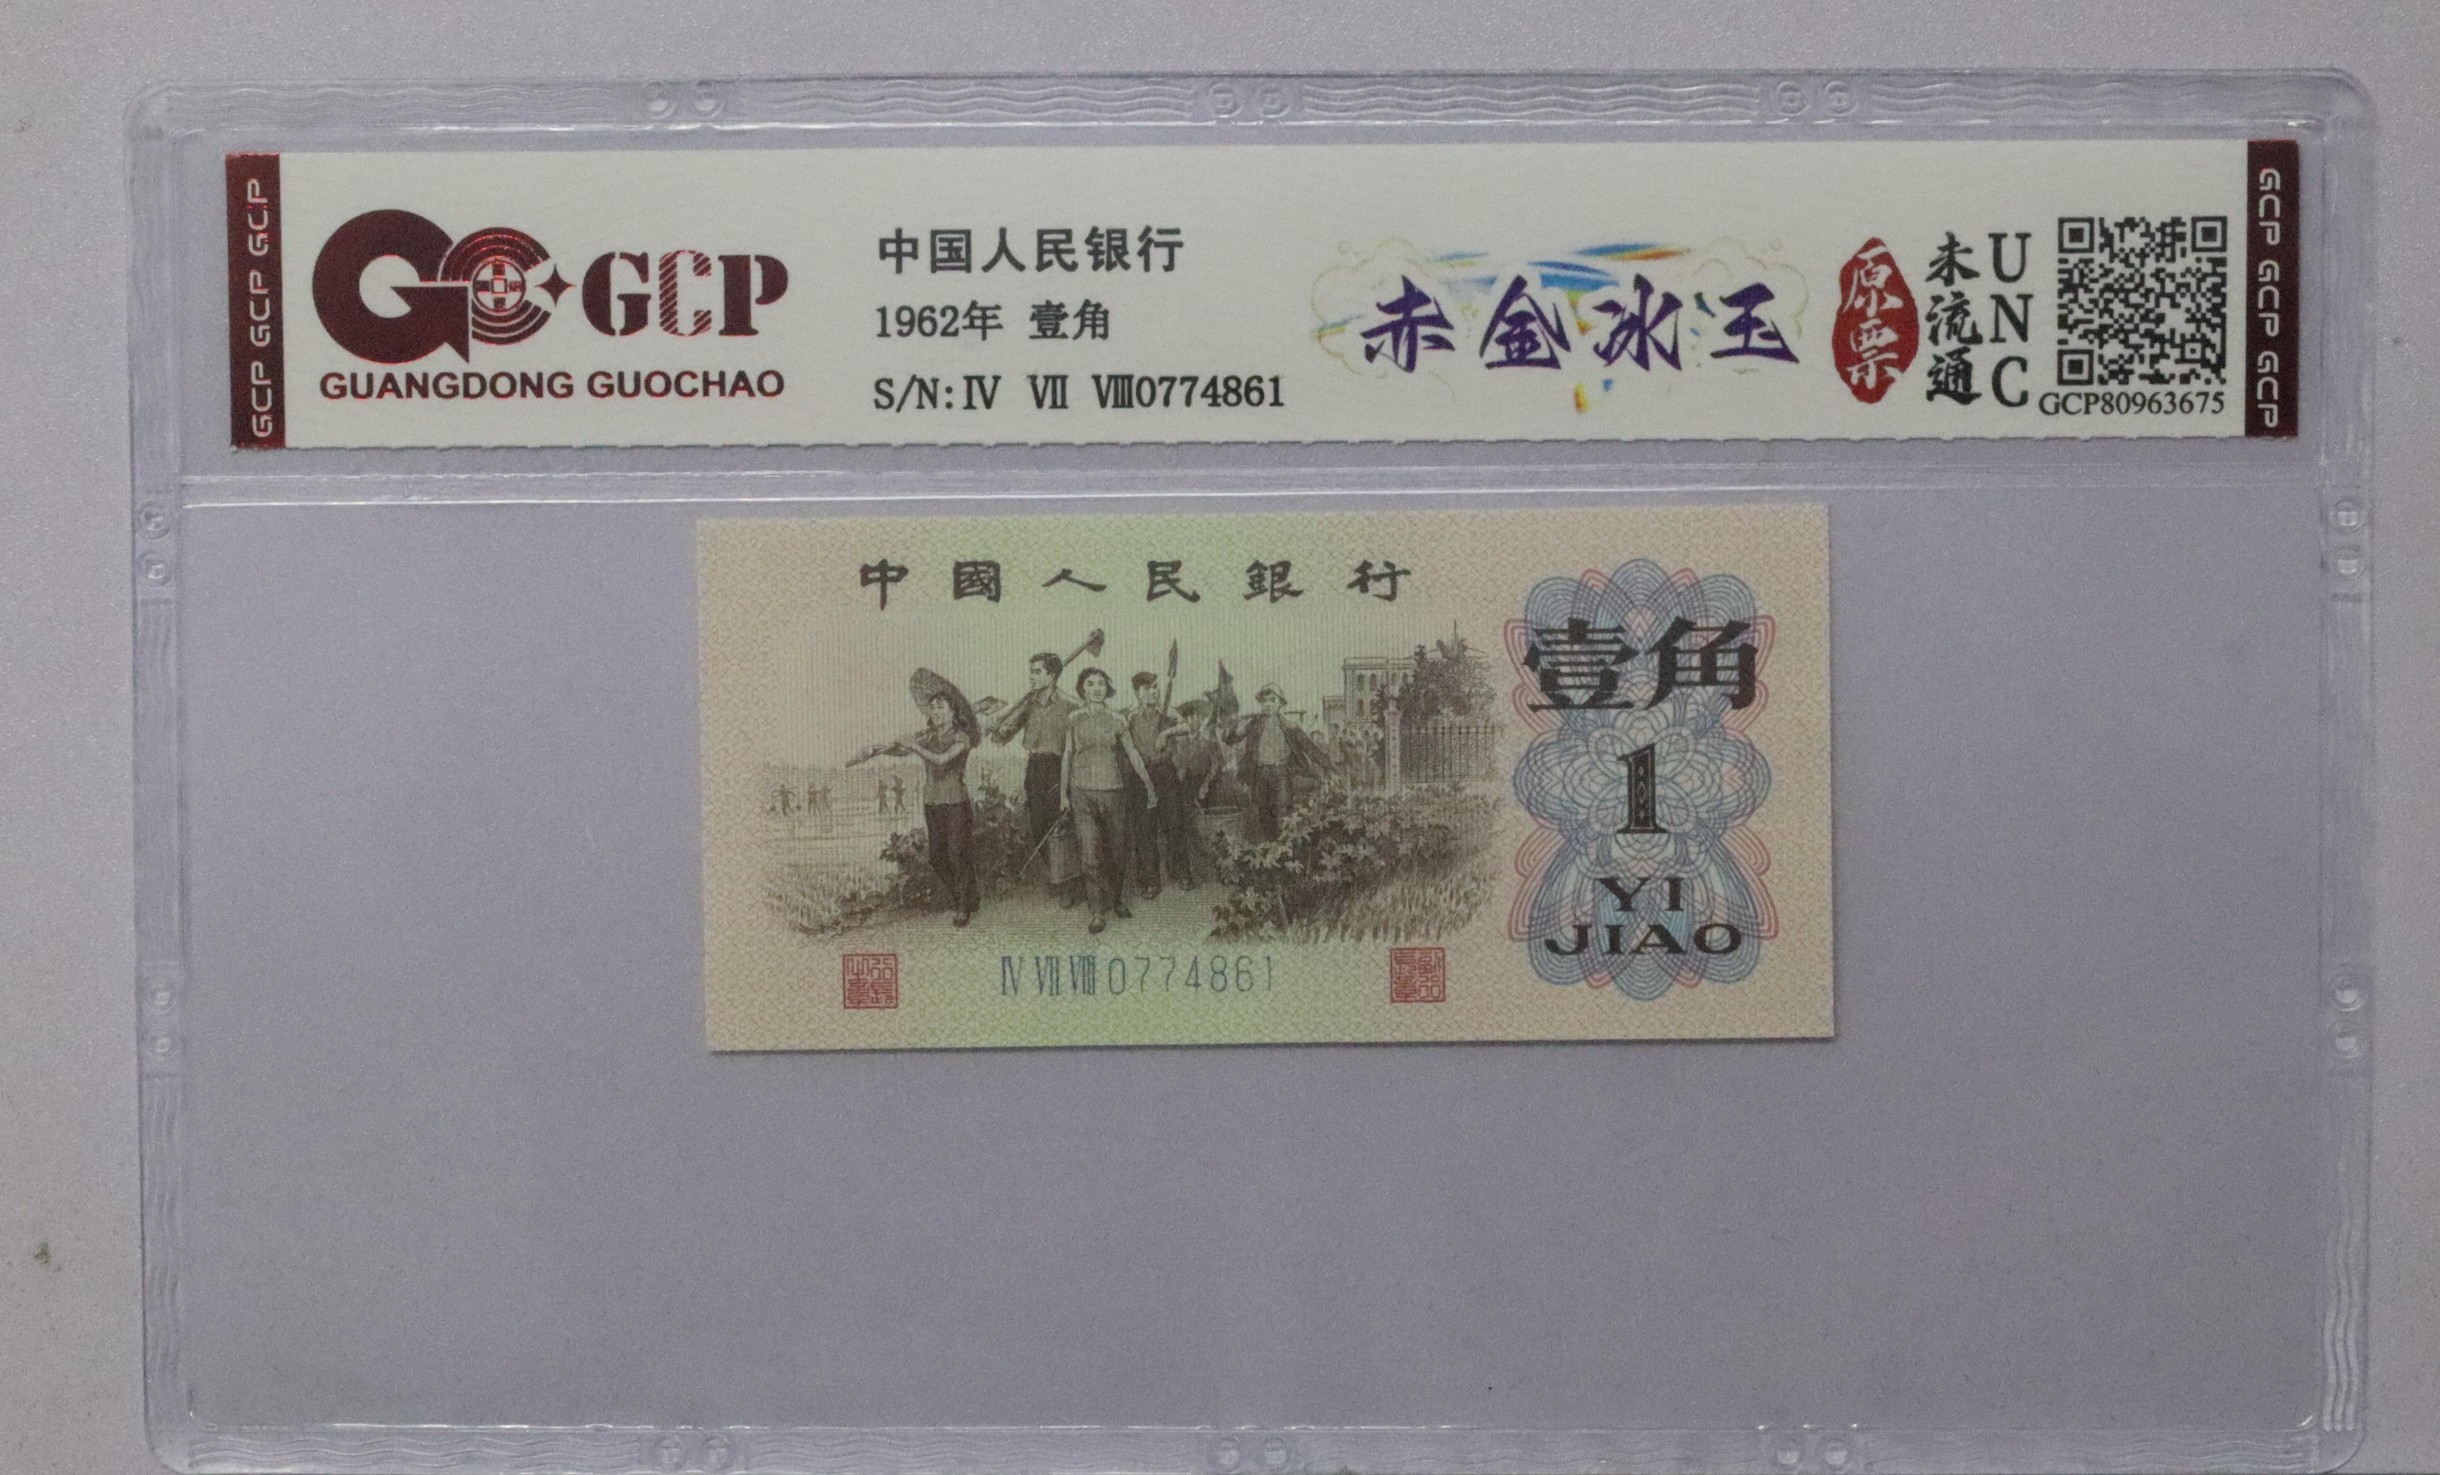 GCP GCP GCP
GCP
GUANGDONG GUOCHAO
中国人民银行
1962年 壹角
S/N: Ⅳ Ⅶ Ⅷ0774861
赤金冰玉
原票
未流通
UNC
GCP80963675
GCP GCP GCP
中國人民銀行
壹角
1
YI
JIAO
Ⅳ Ⅶ Ⅷ 0774861